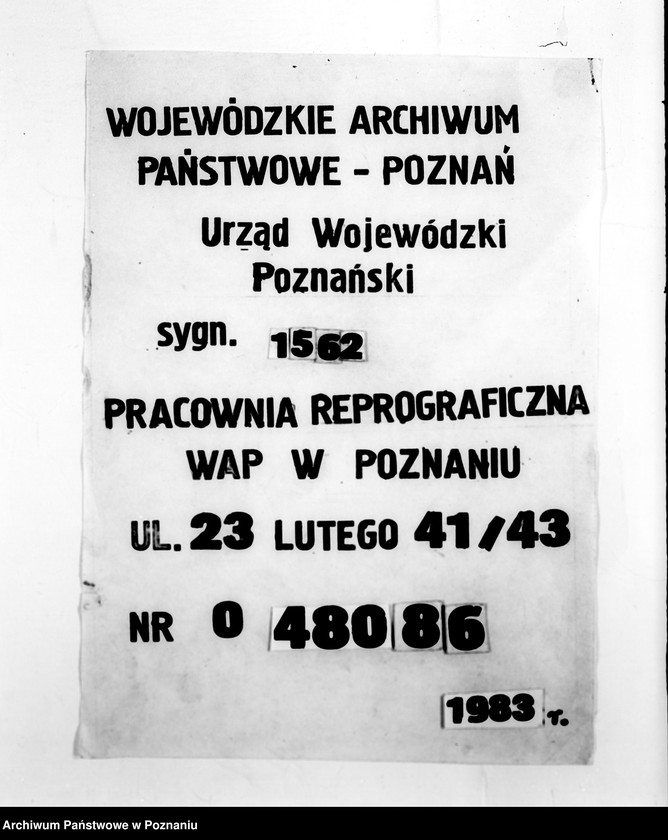 WOJEWÓDZKIE ARCHIWUM
PAŃSTWOWE - POZNAŃ
Urząd Wojewódzki
Poznański
sygn. 1562
PRACOWNIA REPROGRAFICZNA
WAP W POZNANIU
UL. 23 LUTEGO 41/43
NR 0 48086
1983 r.
Archiwum Państwowe w Poznaniu